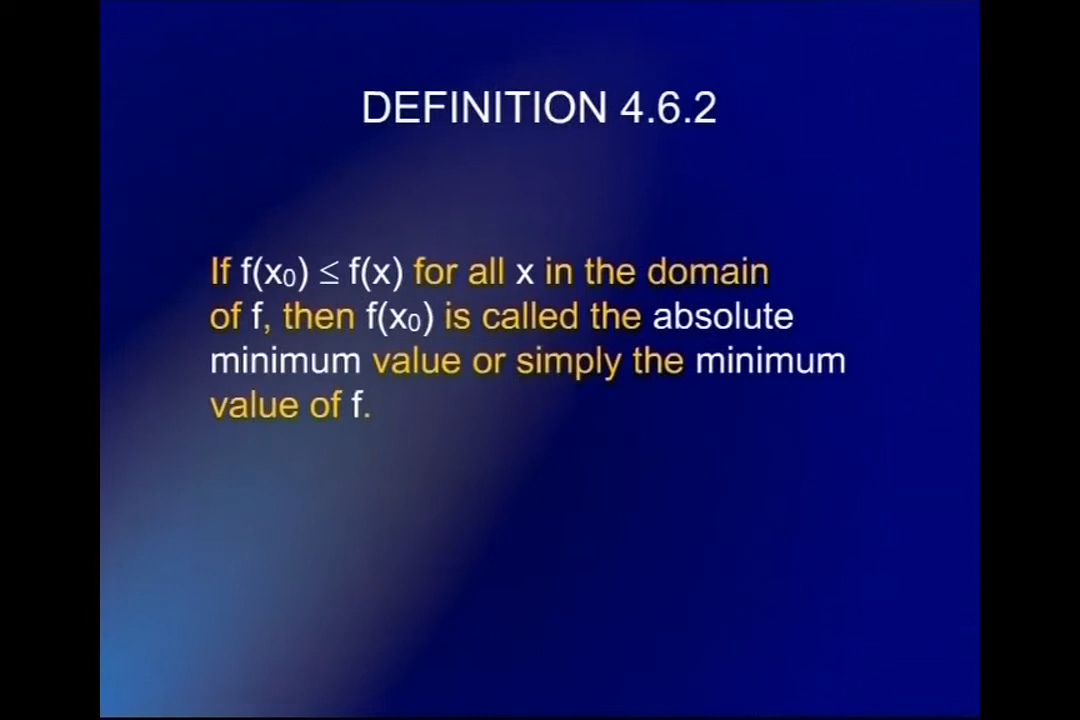 DEFINITION 4.6.2
If f(x₀) ≤ f(x) for all x in the domain
of f, then f(x₀) is called the absolute
minimum value or simply the minimum
value of f.